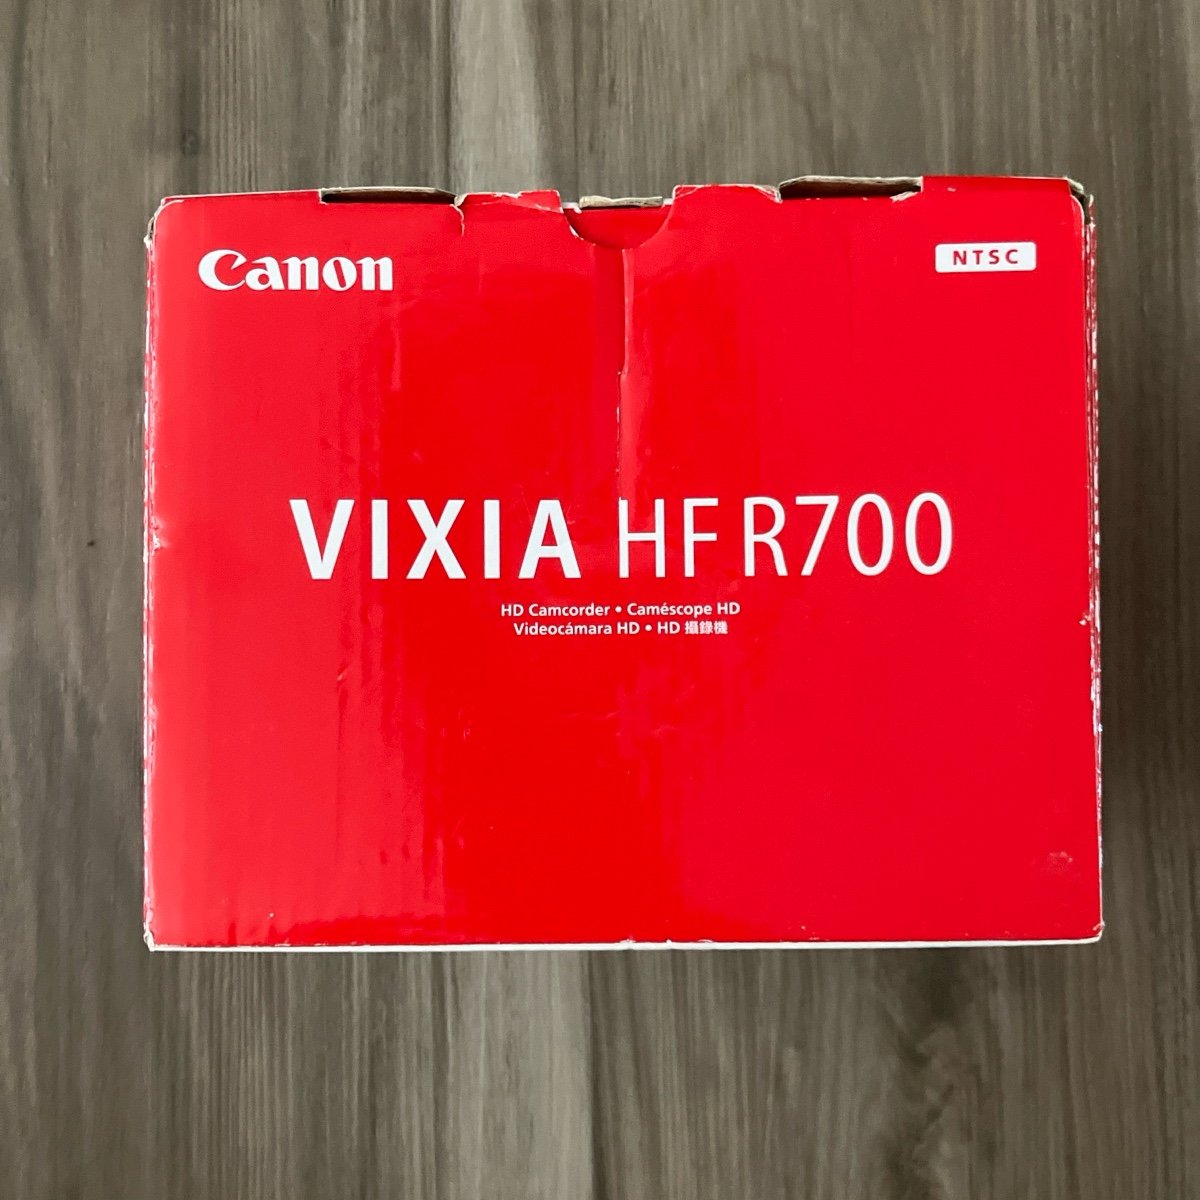 Canon
NTSC
VIXIA HF R700
HD Camcorder • Caméscope HD
Videocámara HD • HD 攝錄機